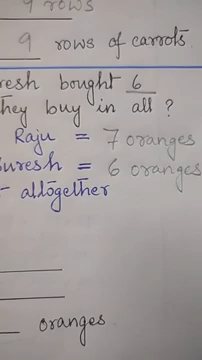 9 rows
9 rows of carrots.
resh bought 6
they buy in all ?
Raju = 7 oranges
Suresh = 6 oranges
altogether
oranges